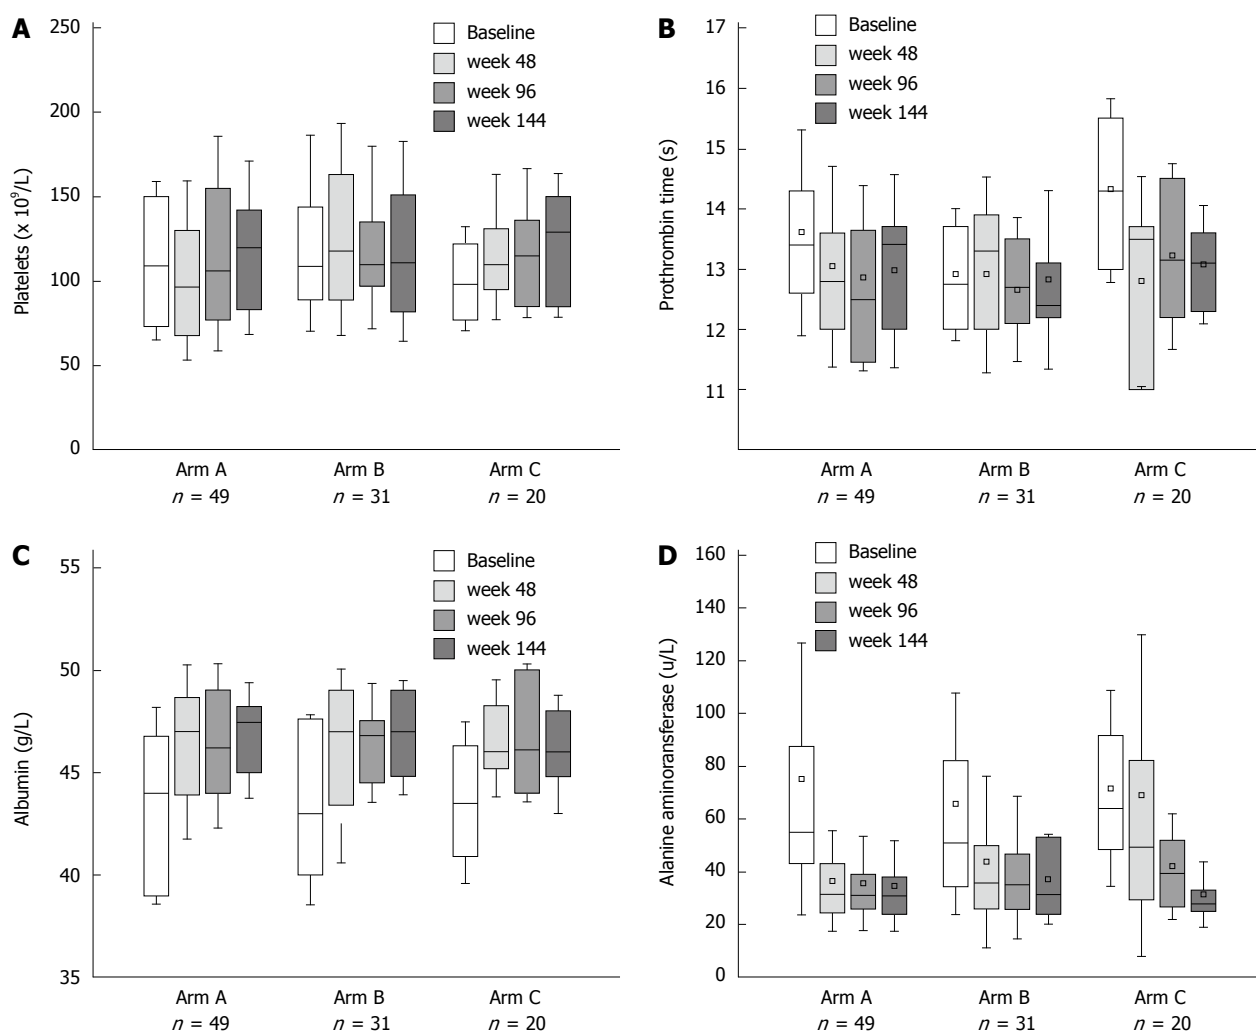 A
250
200
150
100
50
0
Platelets (x 10⁹/L)
Baseline
week 48
week 96
week 144
Arm A
n = 49
Arm B
n = 31
Arm C
n = 20
B
17
16
15
14
13
12
11
Prothrombin time (s)
Baseline
week 48
week 96
week 144
Arm A
n = 49
Arm B
n = 31
Arm C
n = 20
C
55
50
45
40
35
Albumin (g/L)
Baseline
week 48
week 96
week 144
Arm A
n = 49
Arm B
n = 31
Arm C
n = 20
D
160
140
120
100
80
60
40
20
0
Alanine aminoransferase (u/L)
Baseline
week 48
week 96
week 144
Arm A
n = 49
Arm B
n = 31
Arm C
n = 20